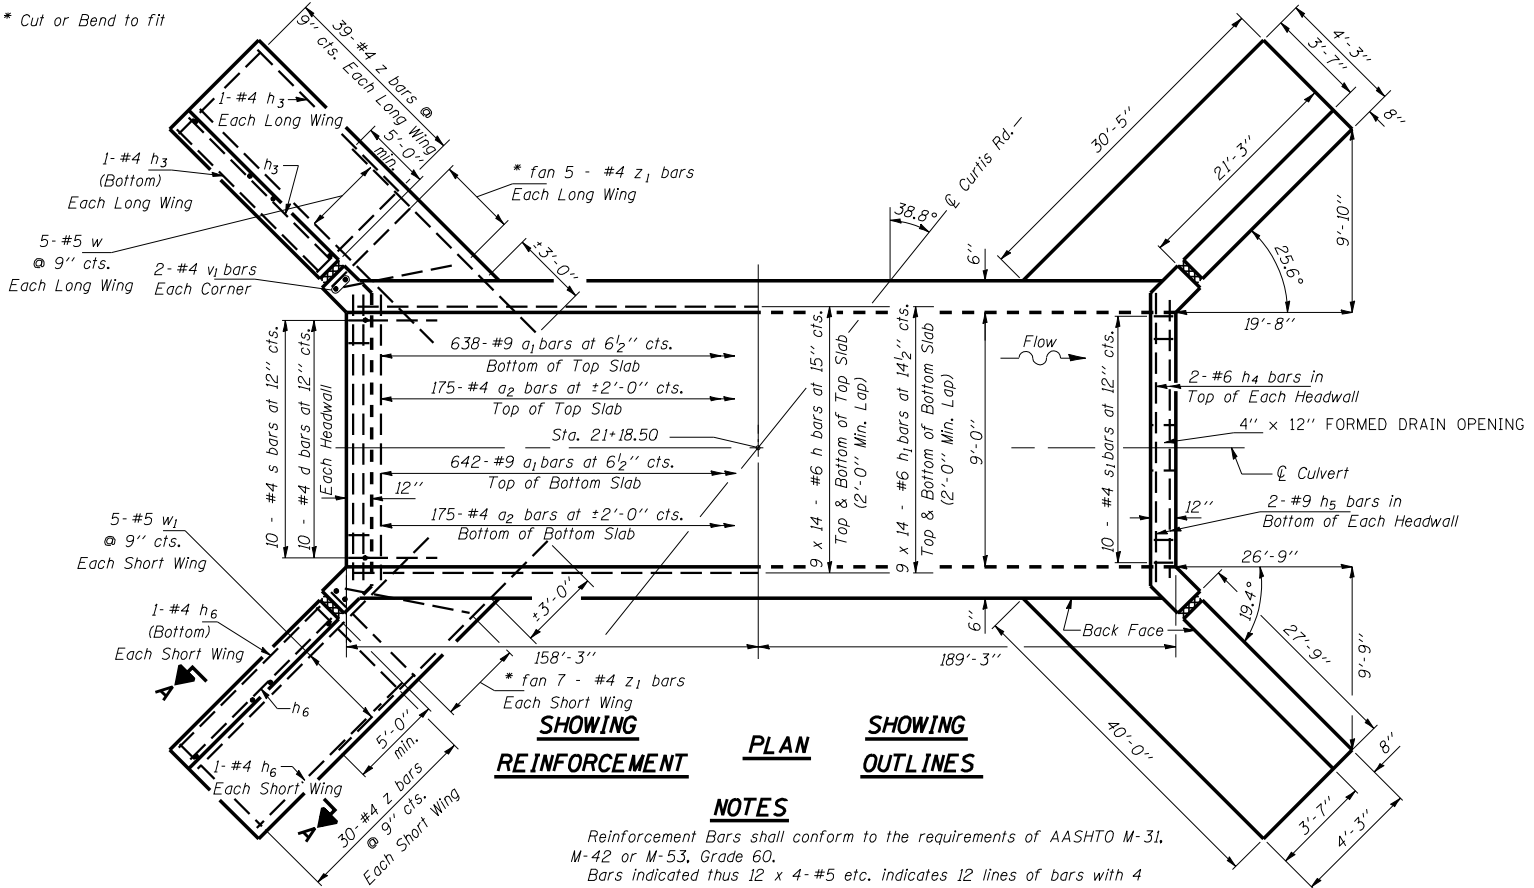 * Cut or Bend to fit
39-#4 z bars @
9" cts. Each Long Wing
5'-0"
min.
1-#4 h3
Each Long Wing
1-#4 h3
(Bottom)
Each Long Wing
h3
* fan 5 - #4 z1 bars
Each Long Wing
5-#5 w
@ 9" cts.
Each Long Wing
2-#4 v1 bars
Each Corner
±3'-0"
38.8°
℄ Curtis Rd.
6"
30'-5"
21'-3"
4'-3"
3'-7"
8"
9'-10"
25.6°
19'-8"
10 - #4 s bars at 12" cts.
10 - #4 d bars at 12" cts.
Each Headwall
638-#9 a1 bars at 6½" cts.
Bottom of Top Slab
175-#4 a2 bars at ±2'-0" cts.
Top of Top Slab
Sta. 21+18.50
642-#9 a1 bars at 6½" cts.
Top of Bottom Slab
12"
175-#4 a2 bars at ±2'-0" cts.
Bottom of Bottom Slab
9 x 14 - #6 h bars at 15" cts.
Top & Bottom of Top Slab
(2'-0" Min. Lap)
9 x 14 - #6 h1 bars at 14½" cts.
Top & Bottom of Bottom Slab
(2'-0" Min. Lap)
9'-0"
Flow
10 - #4 s1 bars at 12" cts.
2-#6 h4 bars in
Top of Each Headwall
4" x 12" FORMED DRAIN OPENING
℄ Culvert
2-#9 h5 bars in
Bottom of Each Headwall
12"
5-#5 w1
@ 9" cts.
Each Short Wing
1-#4 h6
(Bottom)
Each Short Wing
A
h6
1-#4 h6
Each Short Wing
A
30-#4 z bars
@ 9" cts.
Each Short Wing
5'-0"
min.
±3'-0"
158'-3"
* fan 7 - #4 z1 bars
Each Short Wing
189'-3"
6"
Back Face
26'-9"
19.4°
27'-9"
9'-9"
8"
40'-0"
3'-7"
4'-3"
SHOWING
REINFORCEMENT
PLAN
SHOWING
OUTLINES
NOTES
Reinforcement Bars shall conform to the requirements of AASHTO M-31,
M-42 or M-53, Grade 60.
Bars indicated thus 12 x 4-#5 etc. indicates 12 lines of bars with 4